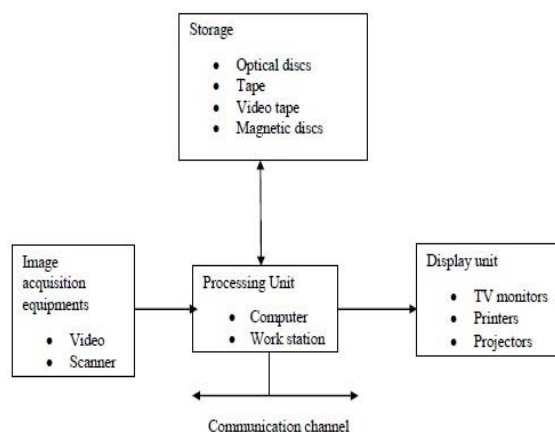 Storage
• Optical discs
• Tape
• Video tape
• Magnetic discs
Image
acquisition
equipments
• Video
• Scanner
Processing Unit
• Computer
• Work station
Display unit
• TV monitors
• Printers
• Projectors
Communication channel